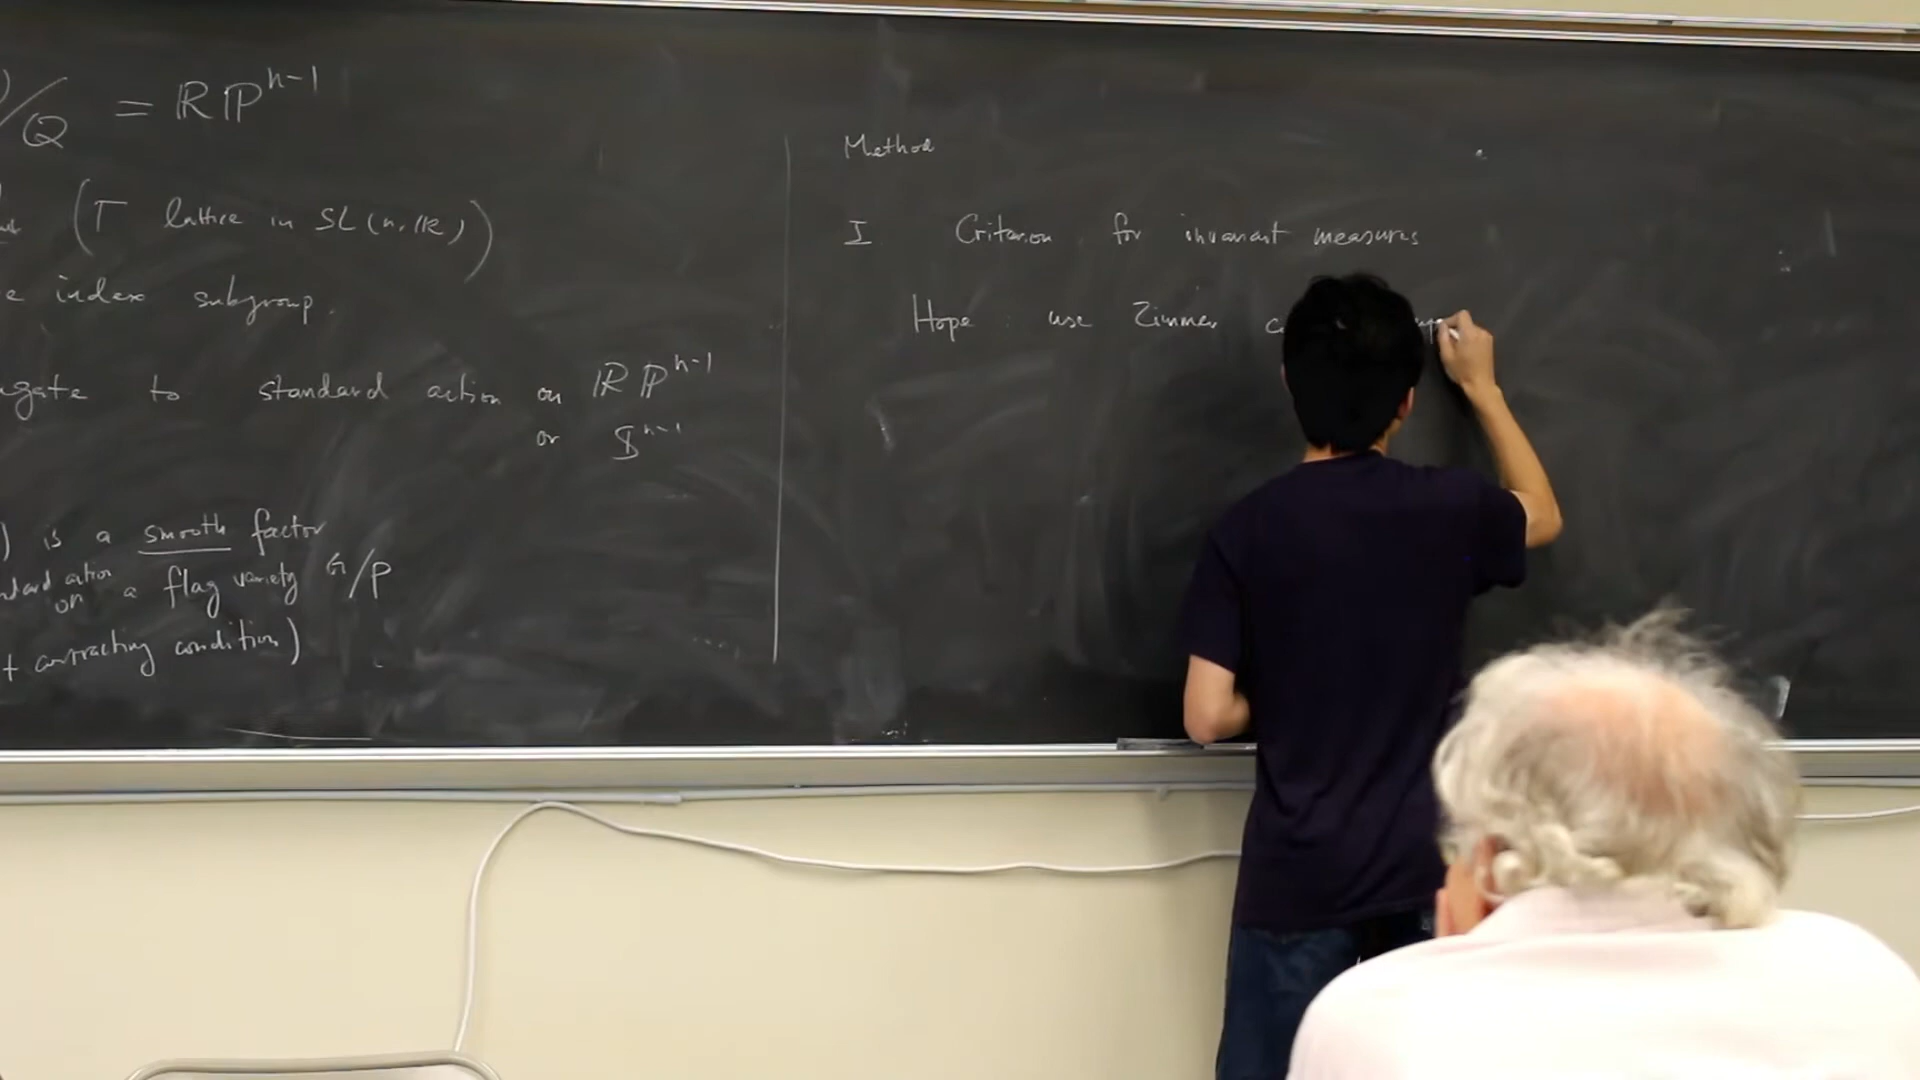 /Q = RP^{n-1}
(Γ lattice in SL(n,R))
index subgroup.
to standard action on RP^{n-1}
or S^{n-1}
) is a smooth factor
action on a flag variety G/P
+ contracting condition)
Method
I Criterion for invariant measures
Hope : use Zimmer